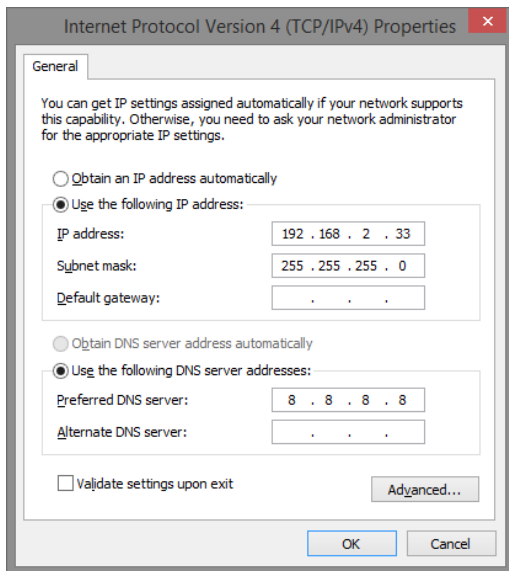 Internet Protocol Version 4 (TCP/IPv4) Properties
General
You can get IP settings assigned automatically if your network supports
this capability. Otherwise, you need to ask your network administrator
for the appropriate IP settings.
Obtain an IP address automatically
Use the following IP address:
IP address: 192 . 168 . 2 . 33
Subnet mask: 255 . 255 . 255 . 0
Default gateway: . . .
Obtain DNS server address automatically
Use the following DNS server addresses:
Preferred DNS server: 8 . 8 . 8 . 8
Alternate DNS server: . . .
Validate settings upon exit
Advanced...
OK Cancel